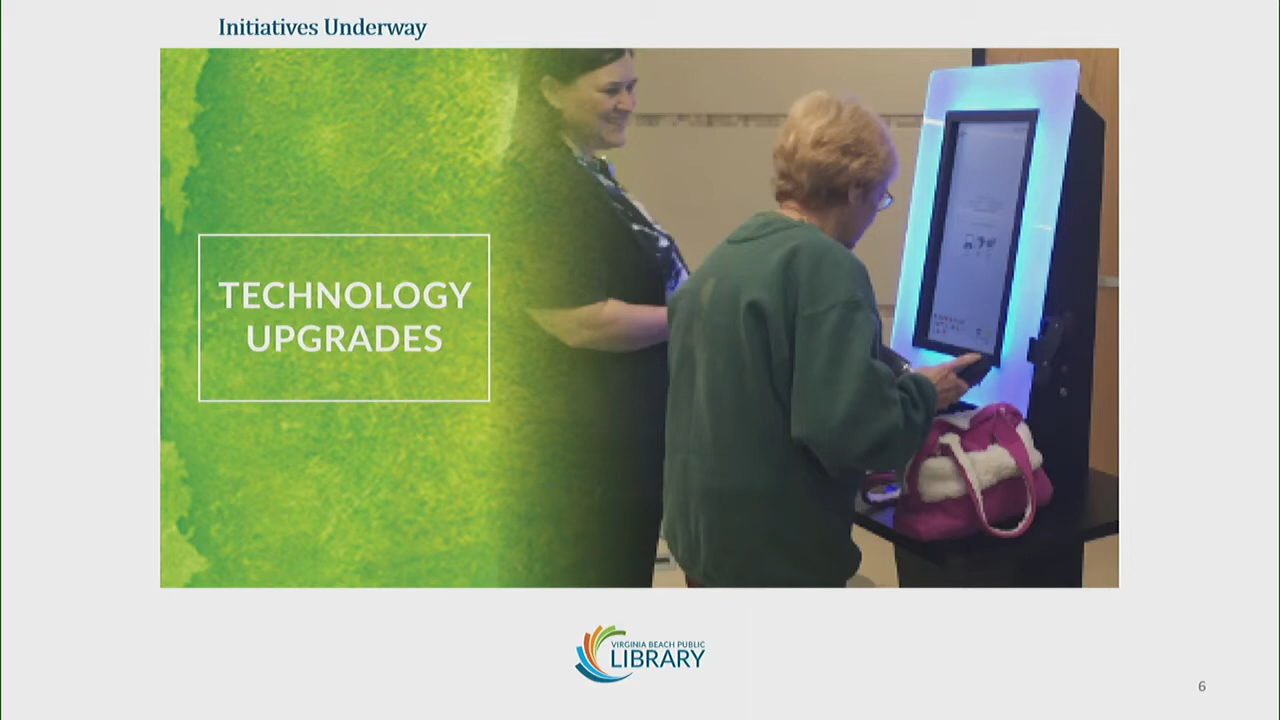 Initiatives Underway
TECHNOLOGY
UPGRADES
VIRGINIA BEACH PUBLIC
LIBRARY
6